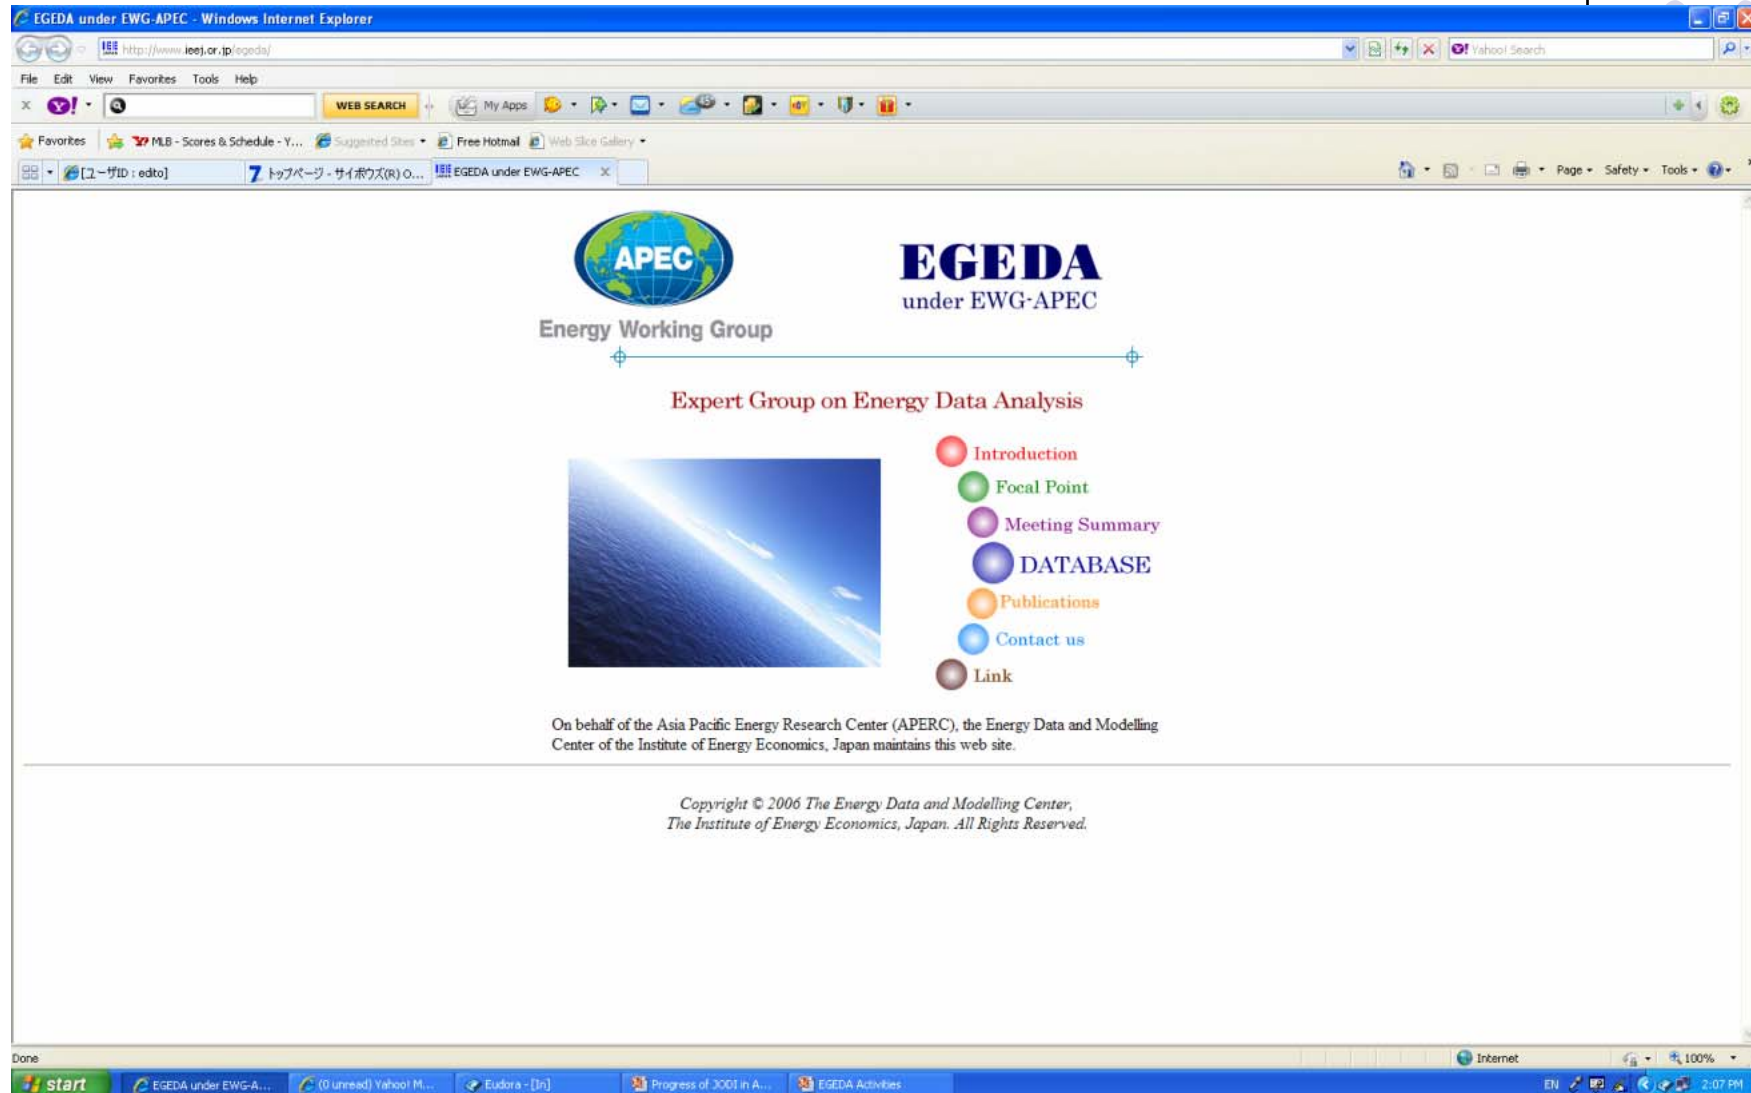 EGEDA under EWG-APEC - Windows Internet Explorer
http://www.ieej.or.jp/egeda/
Yahoo! Search
File Edit View Favorites Tools Help
WEB SEARCH My Apps
Favorites MLB - Scores & Schedule - Y... Suggested Sites Free Hotmail Web Slice Gallery
[ユーザID : edito] トップページ - サイボウズ(R) O... EGEDA under EWG-APEC X Page Safety Tools
APEC
Energy Working Group
EGEDA
under EWG-APEC
Expert Group on Energy Data Analysis
Introduction
Focal Point
Meeting Summary
DATABASE
Publications
Contact us
Link
On behalf of the Asia Pacific Energy Research Center (APERC), the Energy Data and Modelling
Center of the Institute of Energy Economics, Japan maintains this web site.
Copyright © 2006 The Energy Data and Modelling Center,
The Institute of Energy Economics, Japan. All Rights Reserved.
Done Internet 100%
start EGEDA under EWG-A... (0 unread) Yahoo! M... Eudora - [In] Progress of JODI in A... EGEDA Activities EN 2:07 PM